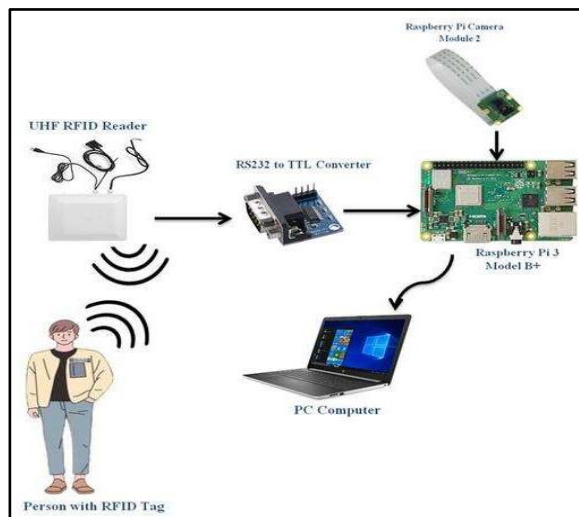 Raspberry Pi Camera
Module 2
UHF RFID Reader
RS232 to TTL Converter
Raspberry Pi 3
Model B+
PC Computer
Person with RFID Tag